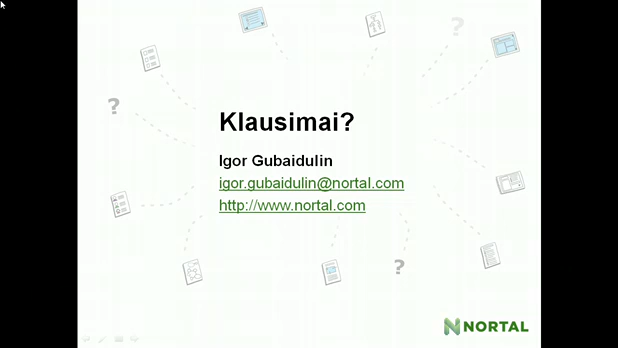 Klausimai?
Igor Gubaidulin
igor.gubaidulin@nortal.com
http://www.nortal.com
?
?
?
NORTAL